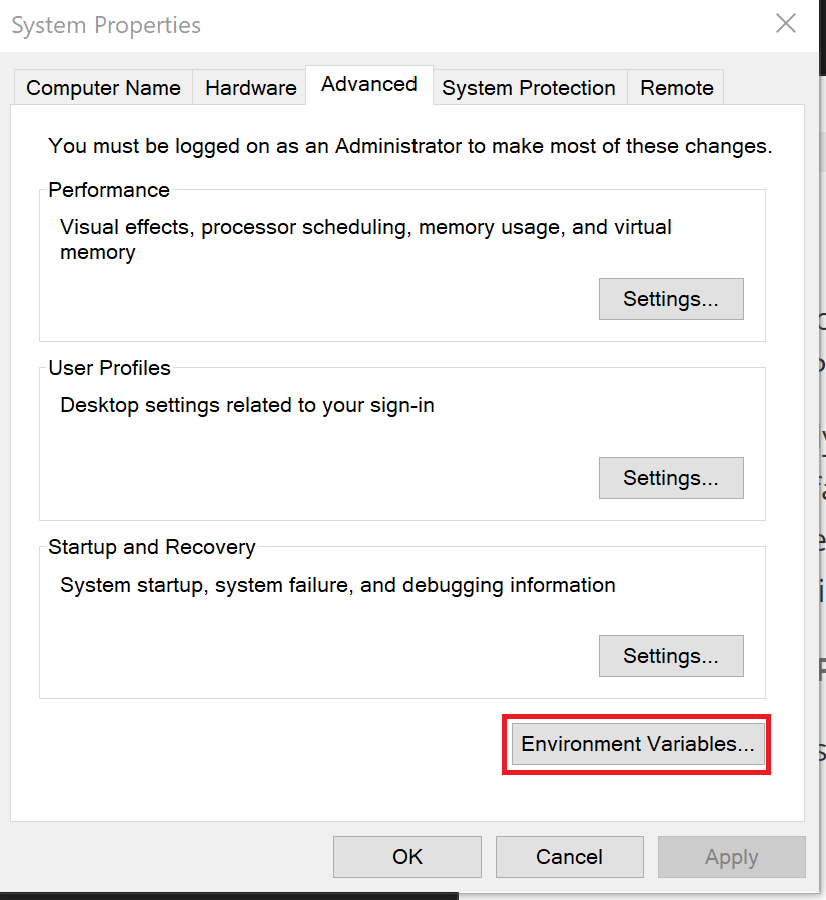 System Properties
Computer Name
Hardware
Advanced
System Protection
Remote
You must be logged on as an Administrator to make most of these changes.
Performance
Visual effects, processor scheduling, memory usage, and virtual
memory
Settings...
User Profiles
Desktop settings related to your sign-in
Settings...
Startup and Recovery
System startup, system failure, and debugging information
Settings...
Environment Variables...
OK
Cancel
Apply